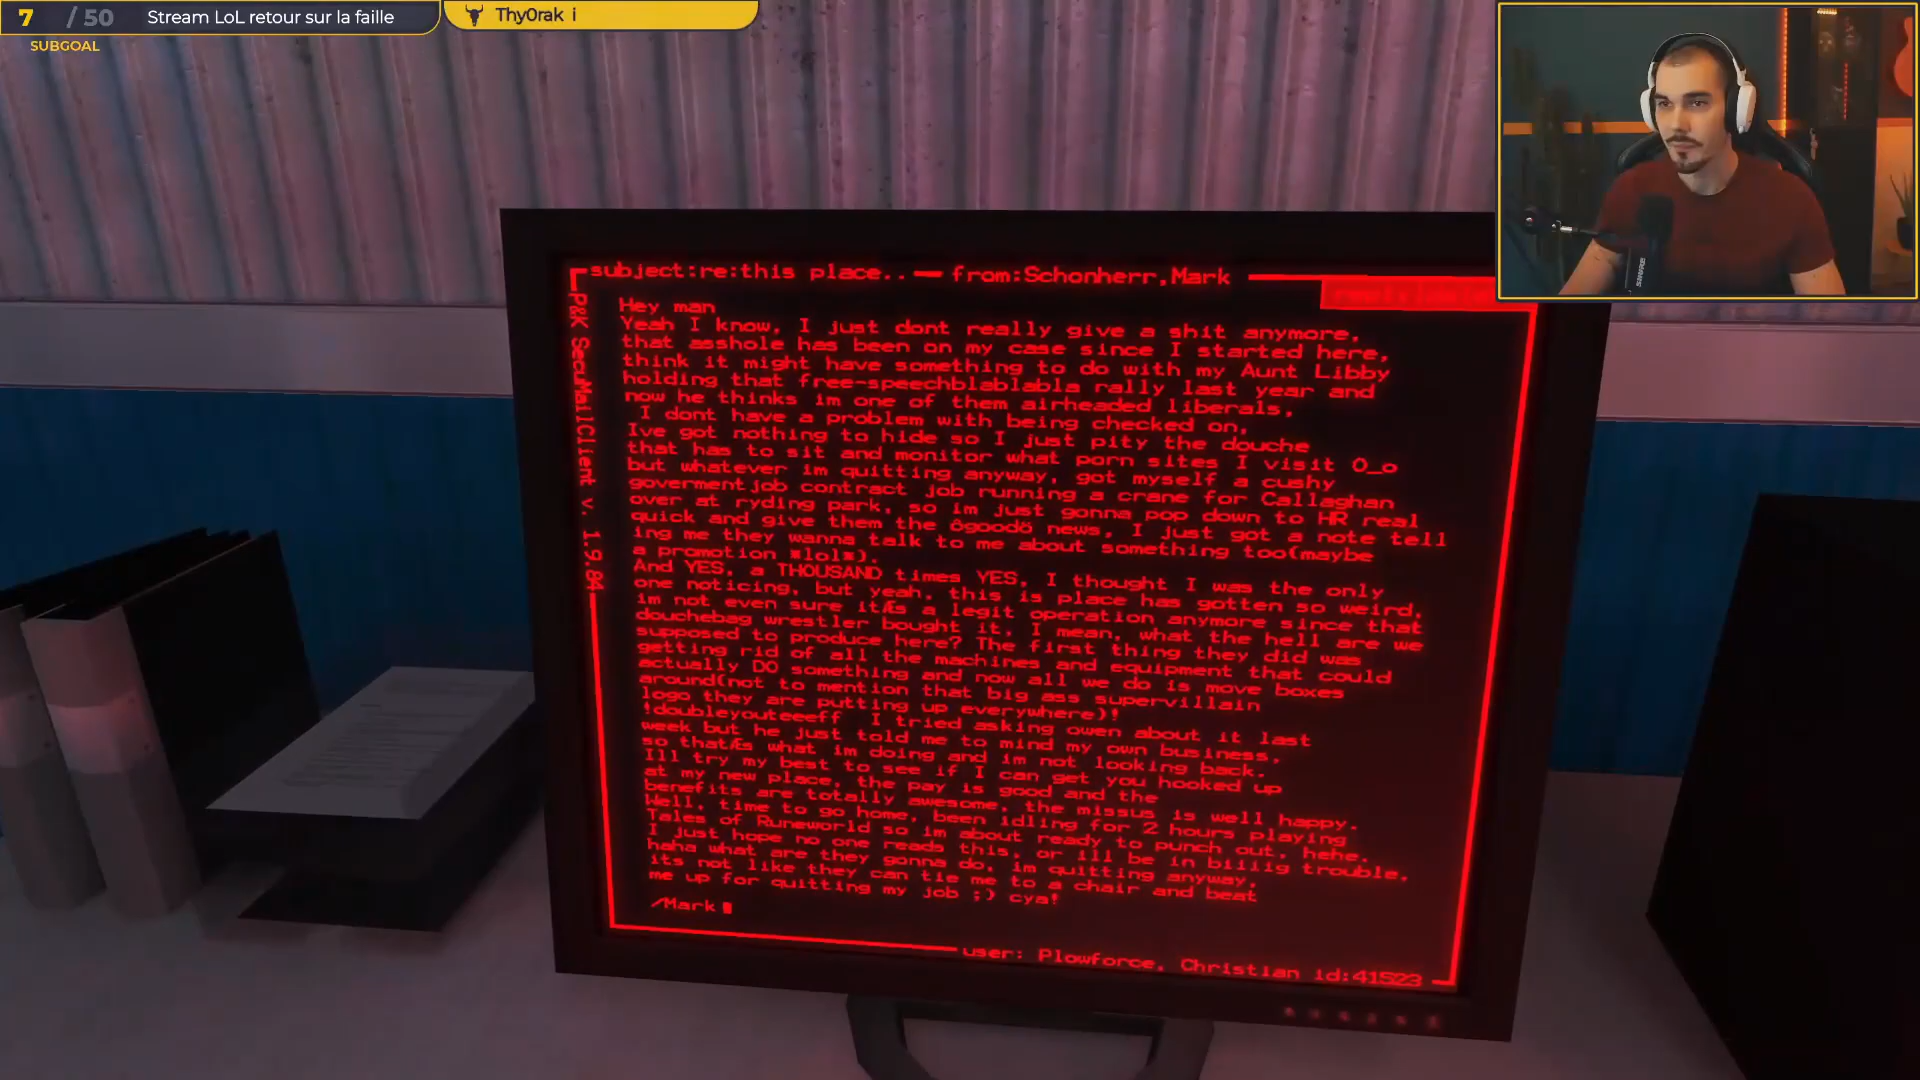 7 / 50 Stream LoL retour sur la faille
Thy0rak i
SUBGOAL
subject:re:this place.. from:Schonherr,Mark
P&K SecuMailClient v. 1.9.84
Hey man
Yeah I know, I just dont really give a shit anymore,
that asshole has been on my case since I started here,
think it might have something to do with my Aunt Libby
holding that free-speechblablabla rally last year and
now he thinks im one of them airheaded liberals,
I dont have a problem with being checked on,
Ive got nothing to hide so I just pity the douche
that has to sit and monitor what porn sites I visit O_o
but whatever im quitting anyway, got myself a cushy
govermentjob contract job running a crane for Callaghan
over at ryding park, so im just gonna pop down to HR real
quick and give them the ôgoodö news, I just got a note tell
ing me they wanna talk to me about something too(maybe
a promotion *lol*).
And YES, a THOUSAND times YES, I thought I was the only
one noticing, but yeah, this is place has gotten so weird,
im not even sure itÆs a legit operation anymore since that
douchebag wrestler bought it, I mean, what the hell are we
supposed to produce here? The first thing they did was
getting rid of all the machines and equipment that could
actually DO something and now all we do is move boxes
around(not to mention that big ass supervillain
logo they are putting up everywhere)!
!doubleyouteeeff I tried asking owen about it last
week but he just told me to mind my own business,
so thatÆs what im doing and im not looking back.
Ill try my best to see if I can get you hooked up
at my new place, the pay is good and the
benefits are totally awesome, the missus is well happy.
Well, time to go home, been idling for 2 hours playing
Tales of Runeworld so im about ready to punch out, hehe.
I just hope no one reads this, or ill be in biiiig trouble,
haha what are they gonna do, im quitting anyway,
its not like they can tie me to a chair and beat
me up for quitting my job ;) cya!
/Mark
user: Plowforce, Christian id:41523
SHURE